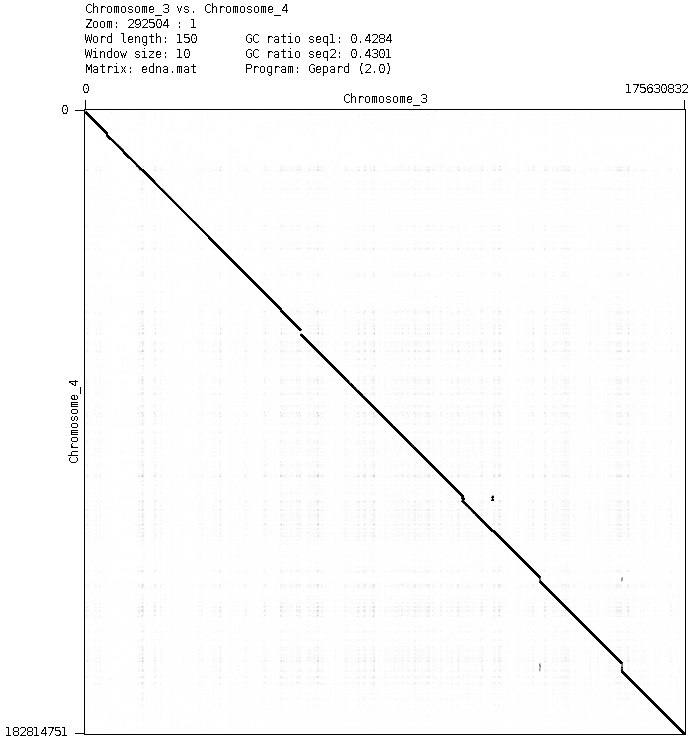 Chromosome_3 vs. Chromosome_4
Zoom: 292504 : 1
Word length: 150 GC ratio seq1: 0.4284
Window size: 10 GC ratio seq2: 0.4301
Matrix: edna.mat Program: Gepard (2.0)
0 175630832
Chromosome_3
0
Chromosome_4
182814751